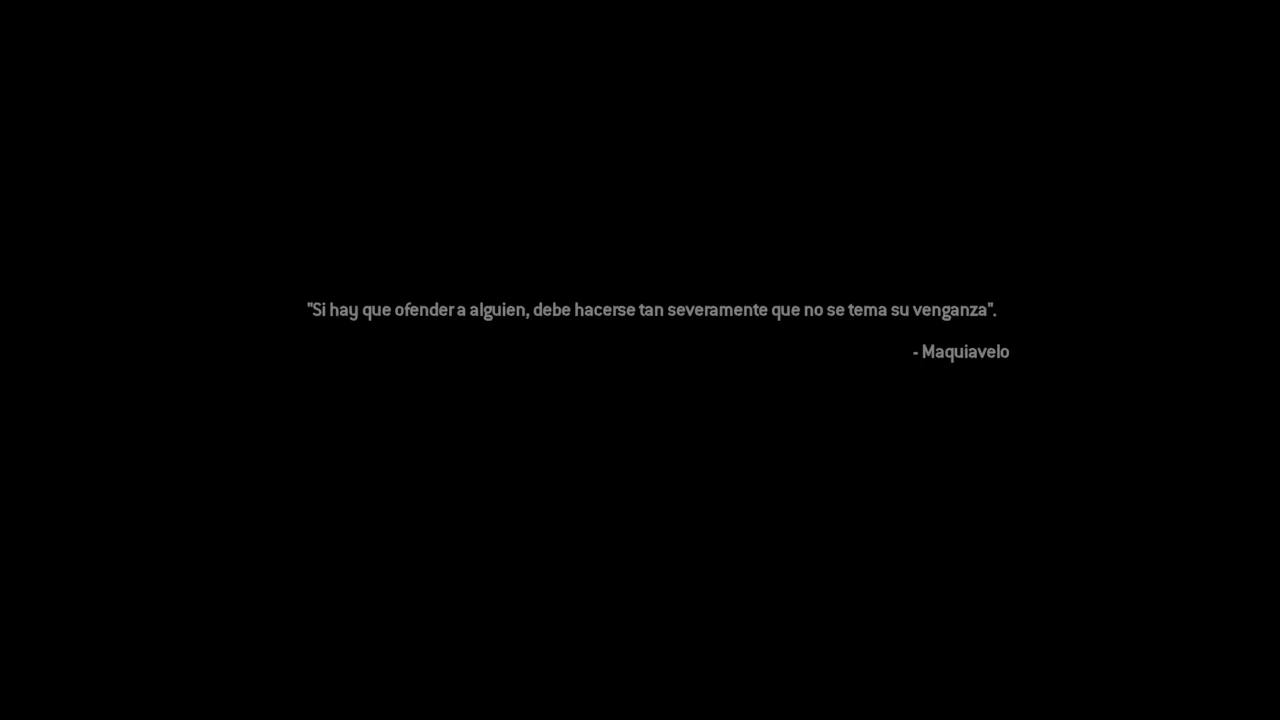 "Si hay que ofender a alguien, debe hacerse tan severamente que no se tema su venganza".
- Maquiavelo